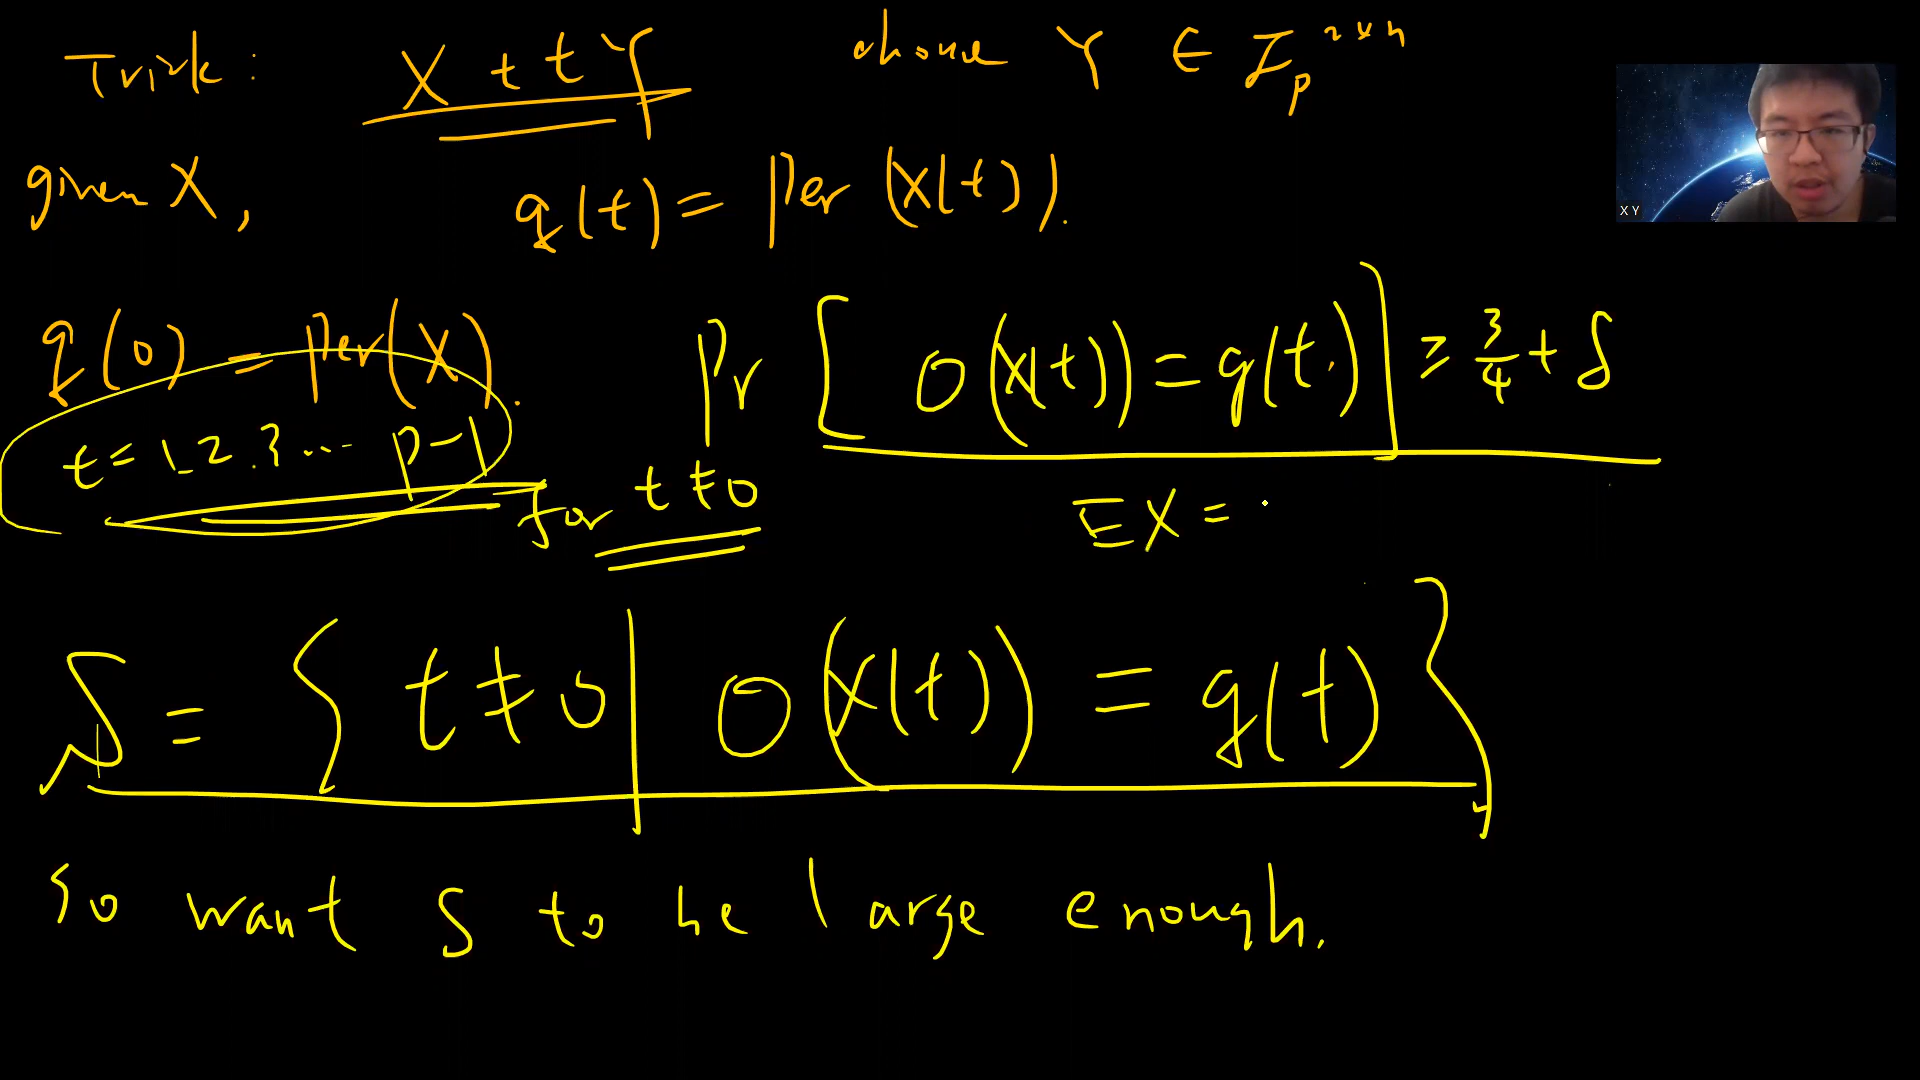 Trick: X + tY choose Y ∈ Z_p^{n×n}
given X, q(t) = Per (X(t)).
X Y
q(0) = Per(X).
Pr [ O(X(t)) = q(t) ] ≥ 3/4 + δ
t = 1, 2, 3 ... p-1
for t ≠ 0
EX =
S = { t ≠ 0 | O(X(t)) = q(t) }
So want S to be large enough.